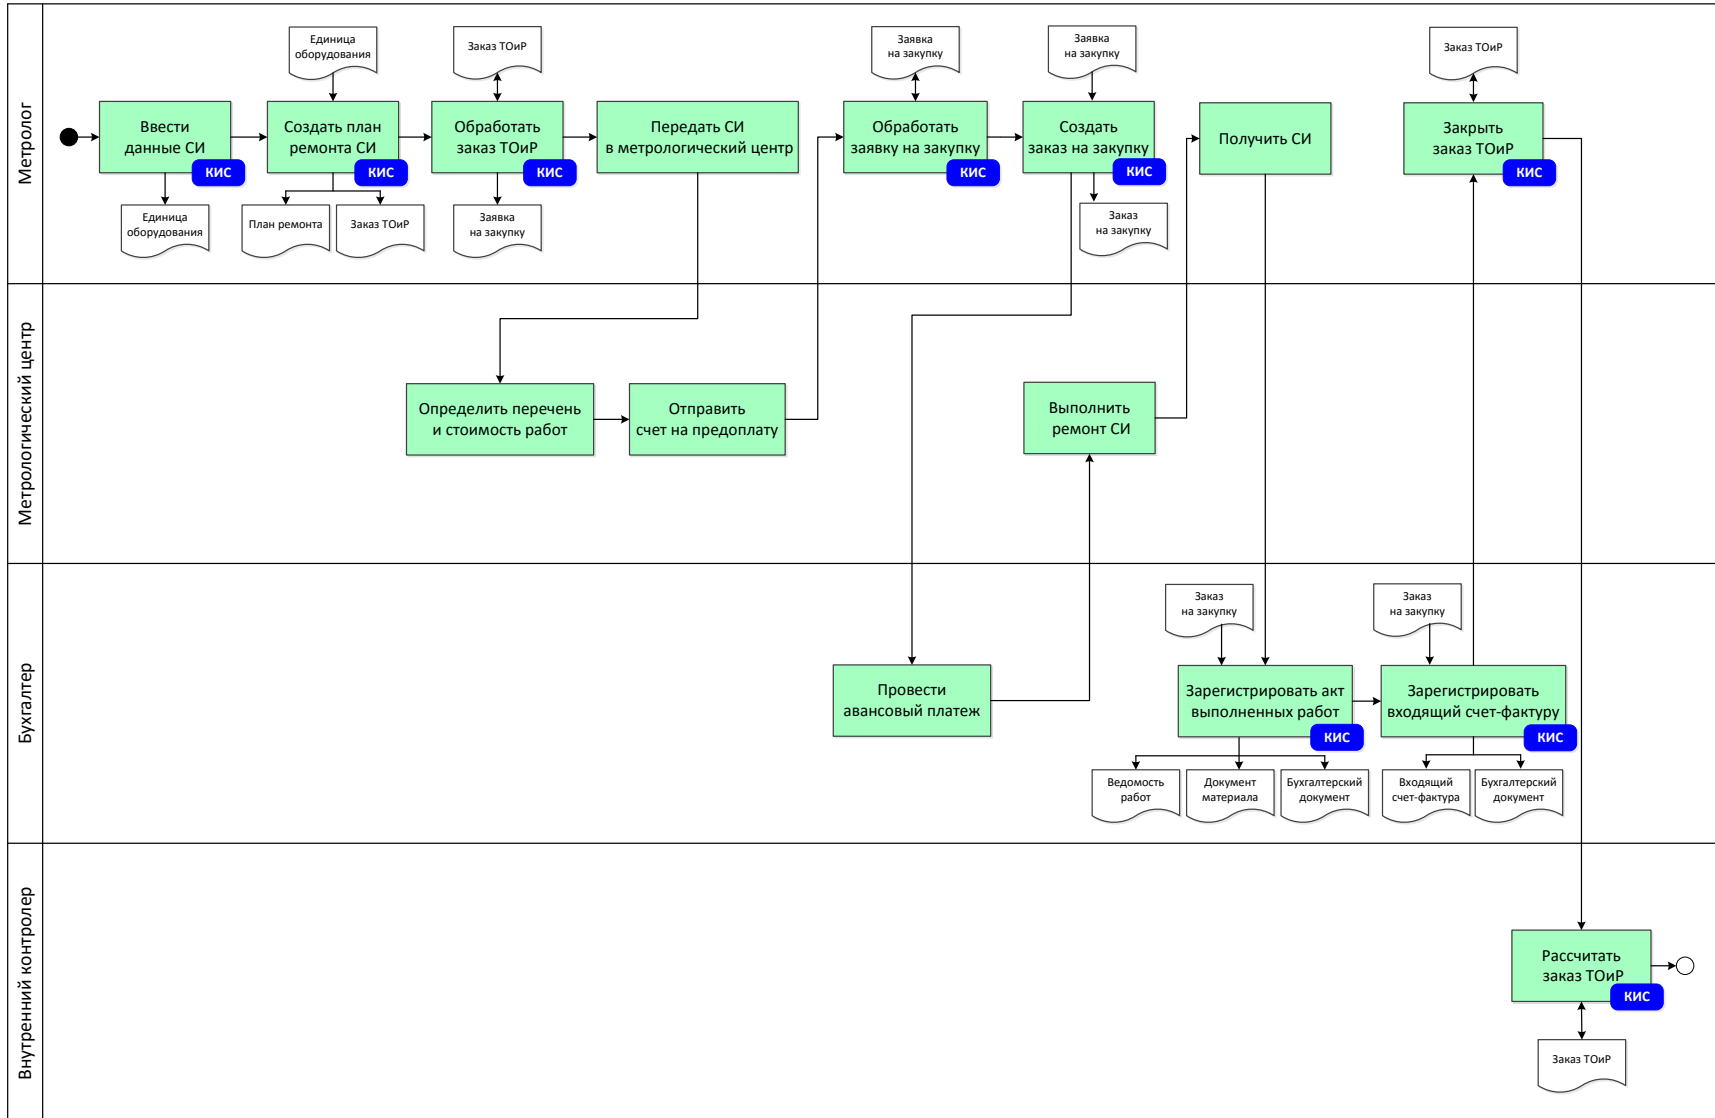 Метролог
Единица
оборудования
Заказ ТОиР
Заявка
на закупку
Заявка
на закупку
Заказ ТОиР
Ввести
данные СИ
КИС
Создать план
ремонта СИ
КИС
Обработать
заказ ТОиР
КИС
Передать СИ
в метрологический центр
Обработать
заявку на закупку
КИС
Создать
заказ на закупку
КИС
Получить СИ
Закрыть
заказ ТОиР
КИС
Единица
оборудования
План ремонта
Заказ ТОиР
Заявка
на закупку
Заказ
на закупку
Метрологический центр
Определить перечень
и стоимость работ
Отправить
счет на предоплату
Выполнить
ремонт СИ
Бухгалтер
Заказ
на закупку
Заказ
на закупку
Провести
авансовый платеж
Зарегистрировать акт
выполненных работ
КИС
Зарегистрировать
входящий счет-фактуру
КИС
Ведомость
работ
Документ
материала
Бухгалтерский
документ
Входящий
счет-фактура
Бухгалтерский
документ
Внутренний контролер
Рассчитать
заказ ТОиР
КИС
Заказ ТОиР